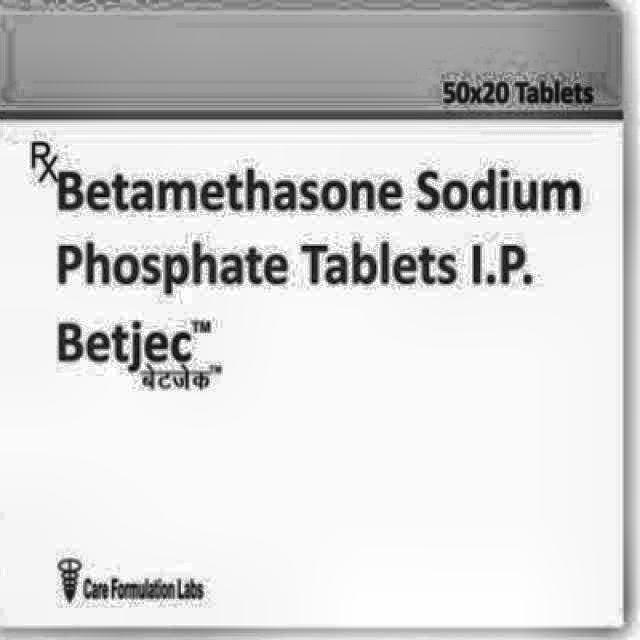 50x20 Tablets
Rx
Betamethasone Sodium
Phosphate Tablets I.P.
Betjec™
बेटजेक™
Care Formulation Labs